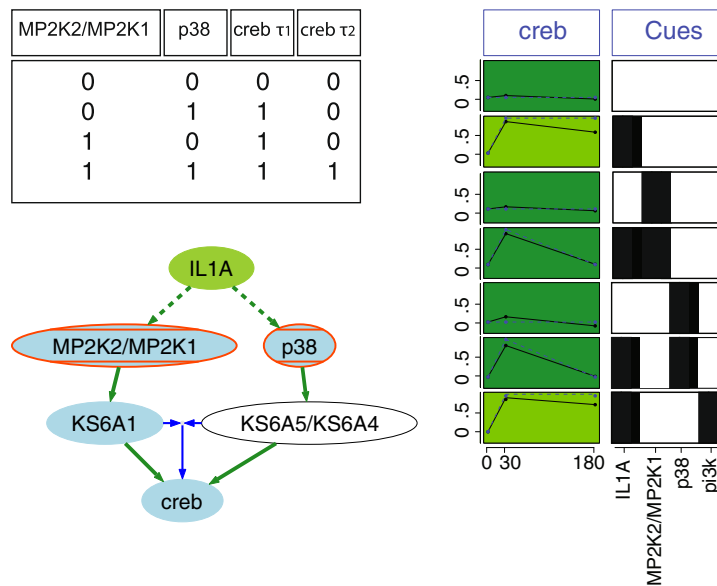 MP2K2/MP2K1 p38 creb τ1 creb τ2
0 0 0 0
0 1 1 0
1 0 1 0
1 1 1 1
IL1A
MP2K2/MP2K1 p38
KS6A1 KS6A5/KS6A4
creb
creb Cues
0 .5
0 .5
0 .5
0 .5
0 .5
0 .5
0 .5
0 30 180
IL1A
MP2K2/MP2K1
p38
pi3k